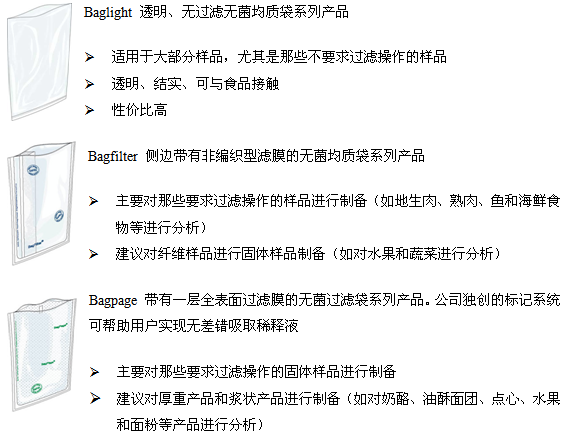 Baglight 透明、无过滤无菌均质袋系列产品
➢ 适用于大部分样品，尤其是那些不要求过滤操作的样品
➢ 透明、结实、可与食品接触
➢ 性价比高
Bagfilter 侧边带有非编织型滤膜的无菌均质袋系列产品
➢ 主要对那些要求过滤操作的样品进行制备（如地生肉、熟肉、鱼和海鲜食
物等进行分析）
➢ 建议对纤维样品进行固体样品制备（如对水果和蔬菜进行分析）
Bagpage 带有一层全表面过滤膜的无菌过滤袋系列产品。公司独创的标记系统
可帮助用户实现无差错吸取稀释液
➢ 主要对那些要求过滤操作的固体样品进行制备
➢ 建议对厚重产品和浆状产品进行制备（如对奶酪、油酥面团、点心、水果
和面粉等产品进行分析）